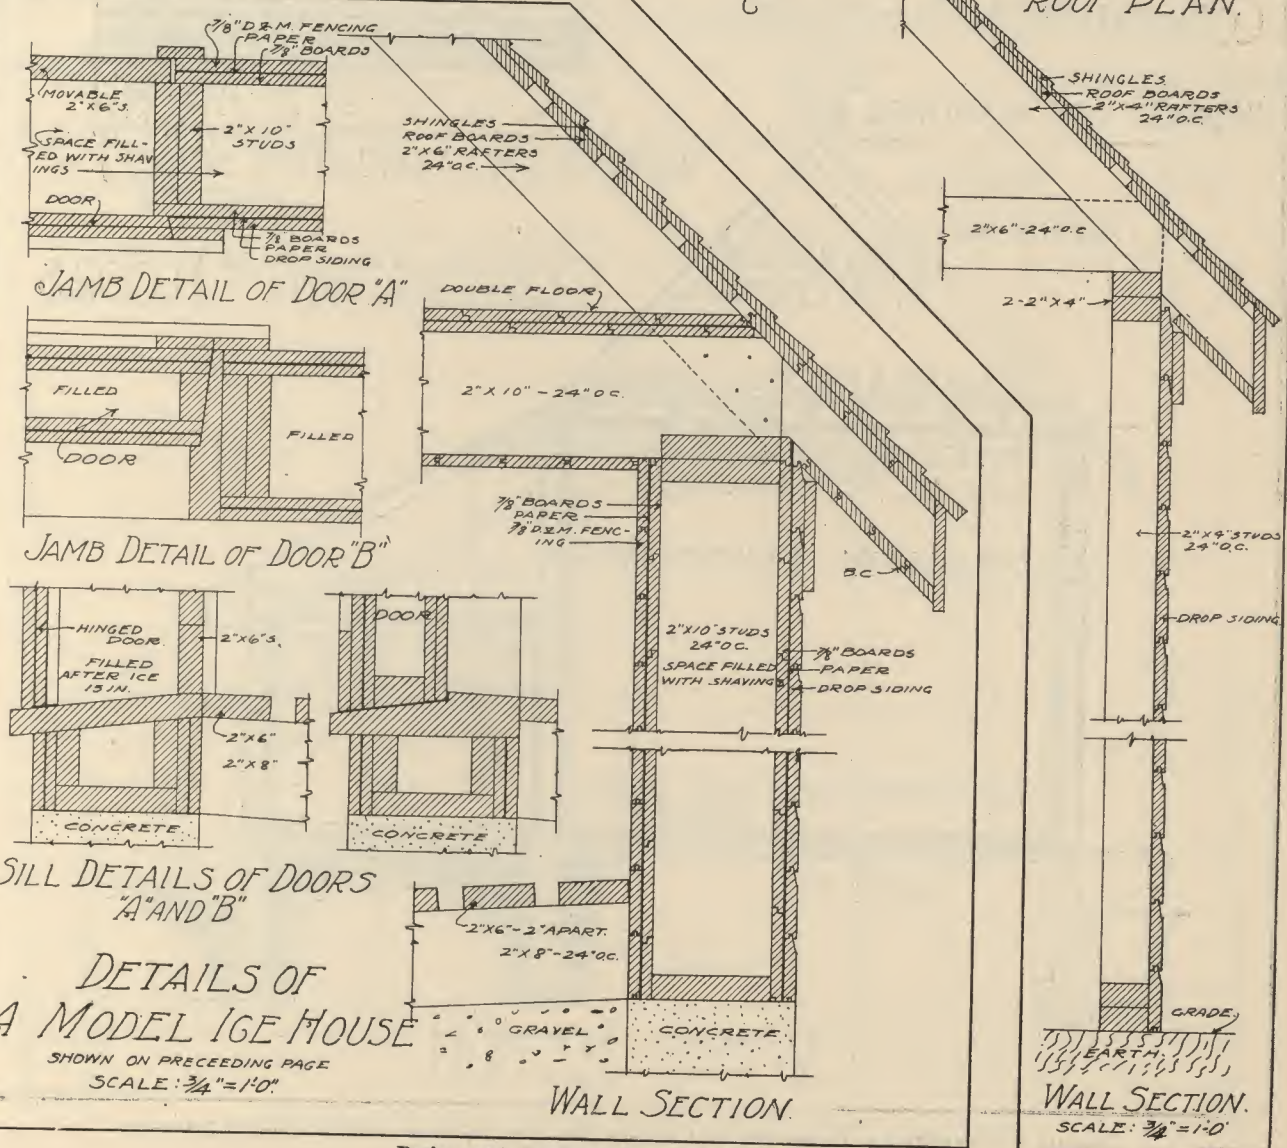 7/8" D&M. FENCING
PAPER
7/8" BOARDS
MOVABLE
2"X6"S.
2"X10"
STUDS
SPACE FILL-
ED WITH SHAV
INGS
DOOR
7/8 BOARDS
PAPER
DROP SIDING
JAMB DETAIL OF DOOR "A"
FILLED
DOOR
FILLED
JAMB DETAIL OF DOOR "B"
HINGED
DOOR.
FILLED
AFTER ICE
IS IN.
2"X6"S.
2"X6"
2"X8"
CONCRETE
DOOR
CONCRETE
SILL DETAILS OF DOORS
"A" AND "B"
DETAILS OF
A MODEL ICE HOUSE
SHOWN ON PRECEEDING PAGE
SCALE: 3/4" = 1'-0".
SHINGLES
ROOF BOARDS
2"X6" RAFTERS
24" O.C.
DOUBLE FLOOR
2"X10" - 24" O.C.
7/8" BOARDS
PAPER
7/8" D&M. FENC-
ING
B.C.
2"X10" STUDS
24" O.C.
SPACE FILLED
WITH SHAVINGS
7/8" BOARDS
PAPER
DROP SIDING
2"X6" - 2" APART.
2"X8" - 24" O.C.
GRAVEL
CONCRETE
WALL SECTION.
ROOF PLAN.
SHINGLES
ROOF BOARDS
2"X4" RAFTERS
24" O.C.
2"X6" - 24" O.C
2-2"X4"
2"X4" STUDS
24" O.C.
DROP SIDING
GRADE
EARTH.
WALL SECTION.
SCALE: 3/4" = 1'-0"